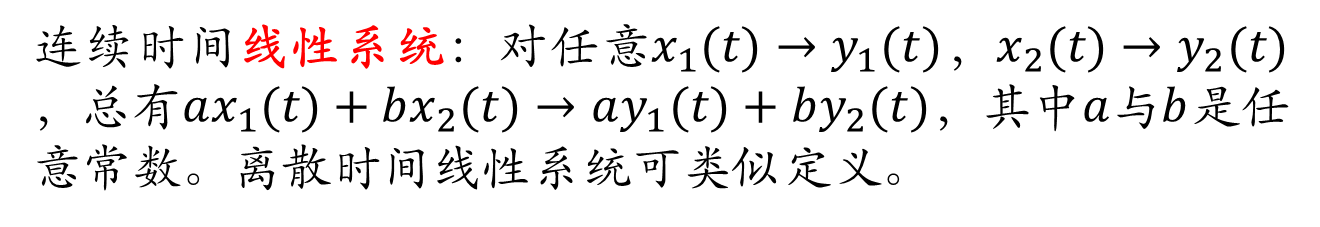 连续时间线性系统：对任意x₁(t) → y₁(t)，x₂(t) → y₂(t)
，总有ax₁(t) + bx₂(t) → ay₁(t) + by₂(t)，其中a与b是任
意常数。离散时间线性系统可类似定义。